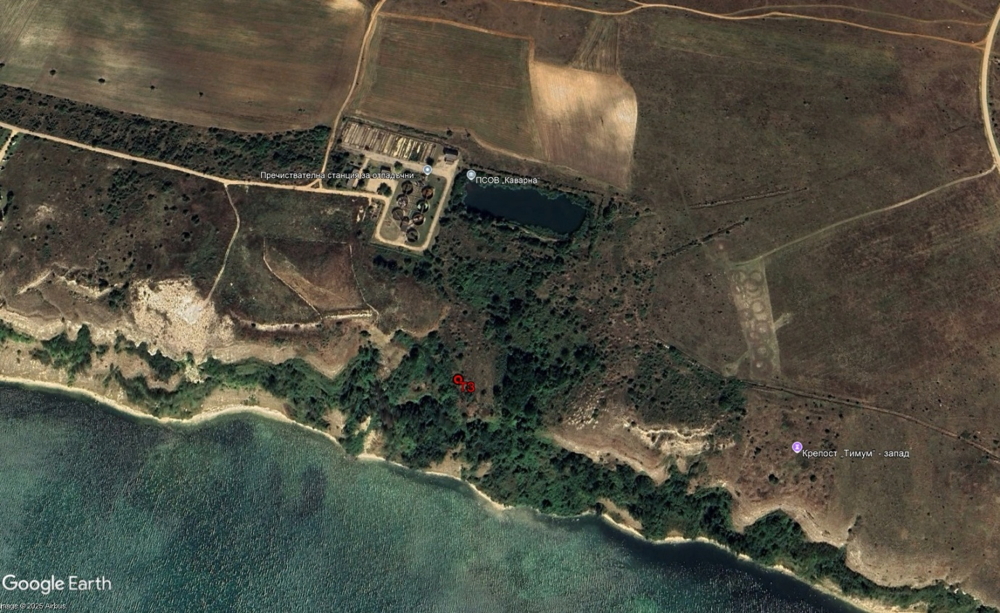 Пречиствателна станция за отпадъчни...
ПСОВ „Каварна“
ТЗ
Крепост „Тимум“ - запад
Google Earth
Image © 2025 Airbus